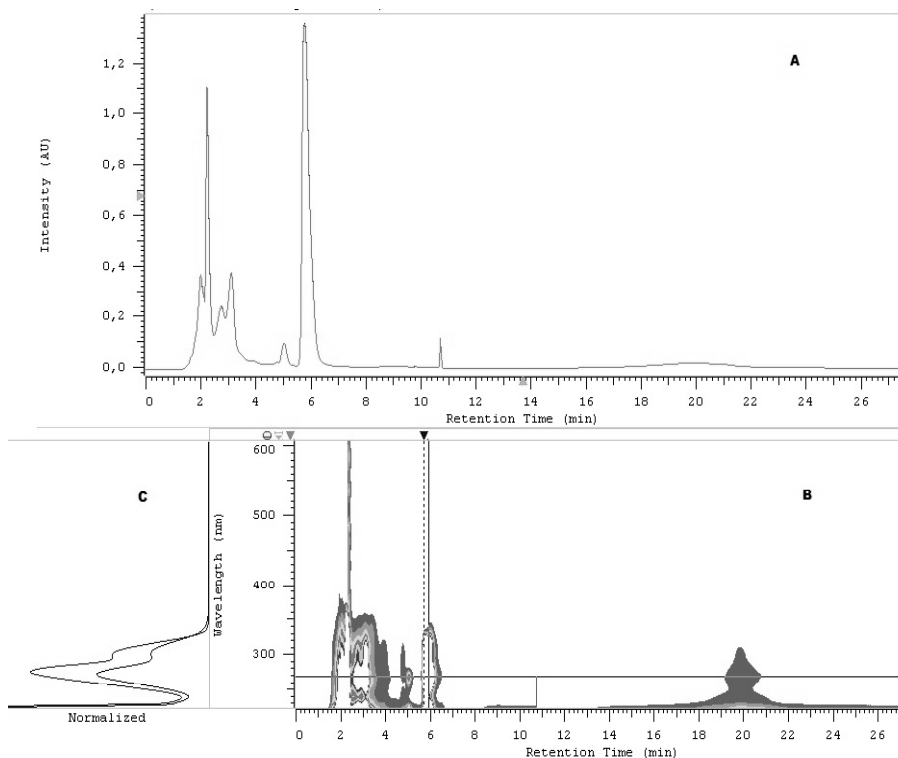 1,2
A
1,0
0,8
0,6
0,4
0,2
0,0
Intensity (AU)
0 2 4 6 8 10 12 14 16 18 20 22 24 26
Retention Time (min)
600
C
B
500
400
300
Wavelength (nm)
Normalized
0 2 4 6 8 10 12 14 16 18 20 22 24 26
Retention Time (min)